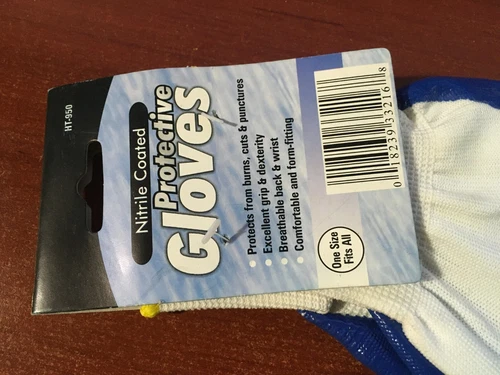 HT-950
Nitrile Coated
Protective
Gloves
Protects from burns, cuts & punctures
Excellent grip & dexterity
Breathable back & wrist
Comfortable and form-fitting
One Size
Fits All
0 18239 33216 8